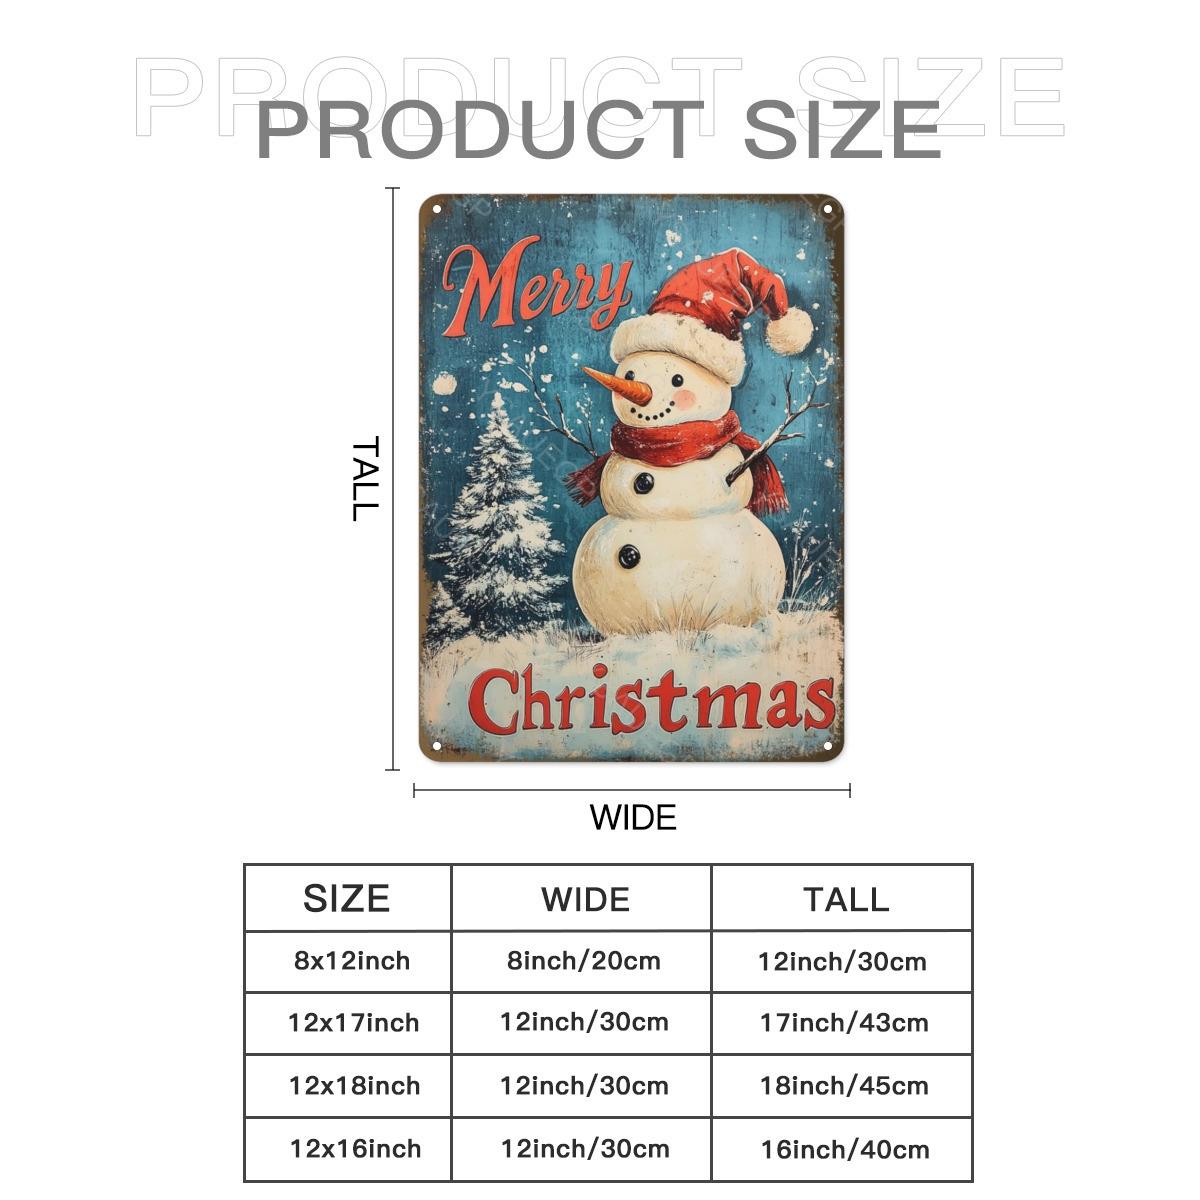 PRODUCT SIZE
PRODUCT SIZE
Merry
Christmas
TALL
WIDE
SIZE WIDE TALL
8x12inch 8inch/20cm 12inch/30cm
12x17inch 12inch/30cm 17inch/43cm
12x18inch 12inch/30cm 18inch/45cm
12x16inch 12inch/30cm 16inch/40cm